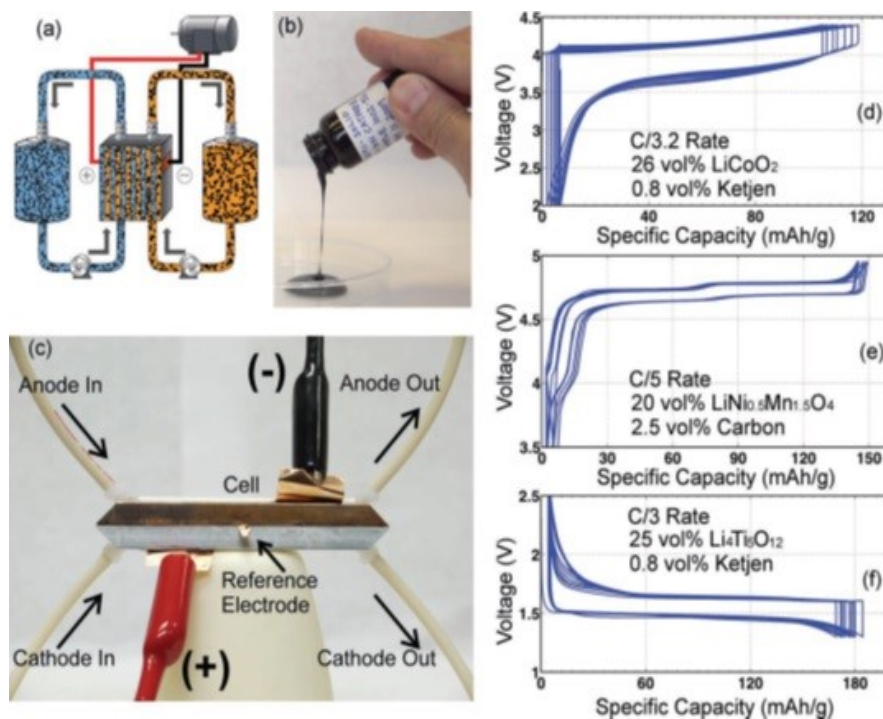 (a)
+
−
(b)
(c)
(-)
Anode In
Anode Out
Cell
Reference
Electrode
Cathode In
Cathode Out
(+)
4.5
4.0
3.5
3.0
2.5
2
Voltage (V)
(d)
C/3.2 Rate
26 vol% LiCoO₂
0.8 vol% Ketjen
0 40 80 120
Specific Capacity (mAh/g)
5
4.5
4
3.5
Voltage (V)
(e)
C/5 Rate
20 vol% LiNi₀.₅Mn₁.₅O₄
2.5 vol% Carbon
0 30 60 90 120 150
Specific Capacity (mAh/g)
2.5
2
1.5
1
Voltage (V)
C/3 Rate
25 vol% Li₄Ti₅O₁₂
0.8 vol% Ketjen
(f)
0 60 120 180
Specific Capacity (mAh/g)